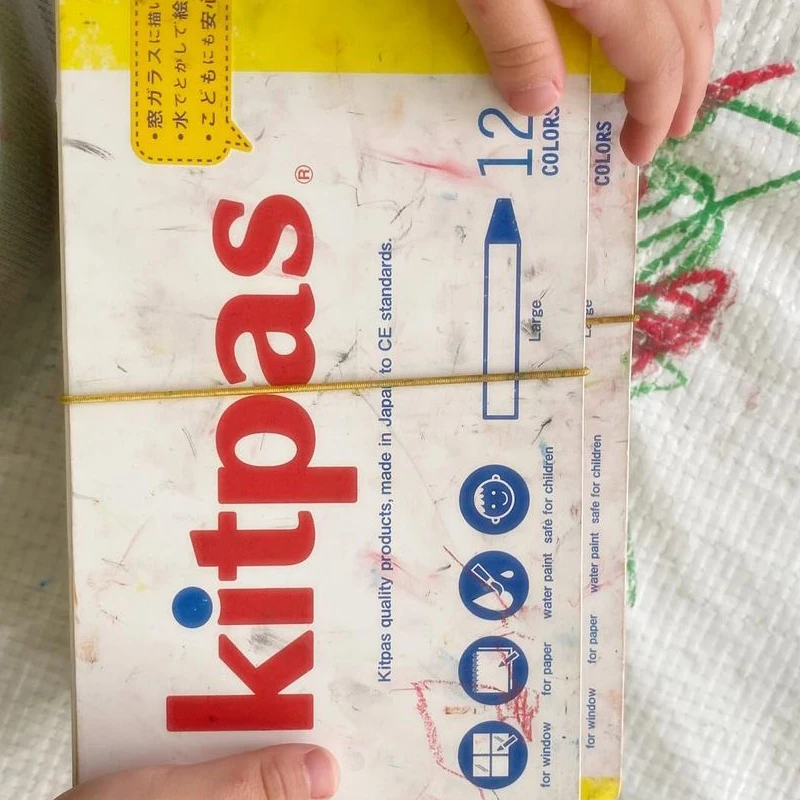 ・窓ガラスに描い
・水でとかして絵
・こどもにも安心
kitpas®
Kitpas quality products, made in Japan to CE standards.
12
COLORS
Large
for window for paper water paint safe for children
COLORS
for window for paper water paint safe for children